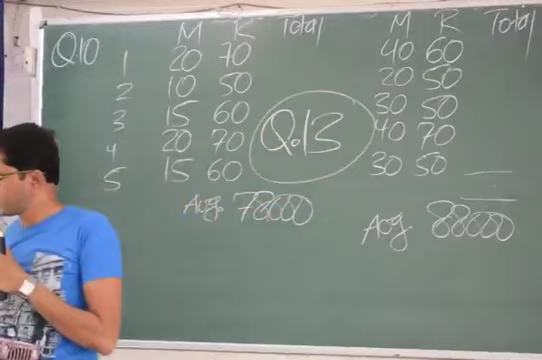 M R Total M R Total
Q10 1 20 70 40 60
2 10 50 20 50
3 15 60 30 50
4 20 70 40 70
5 15 60 30 50
Q.13
Avg. 78000 Avg 88000